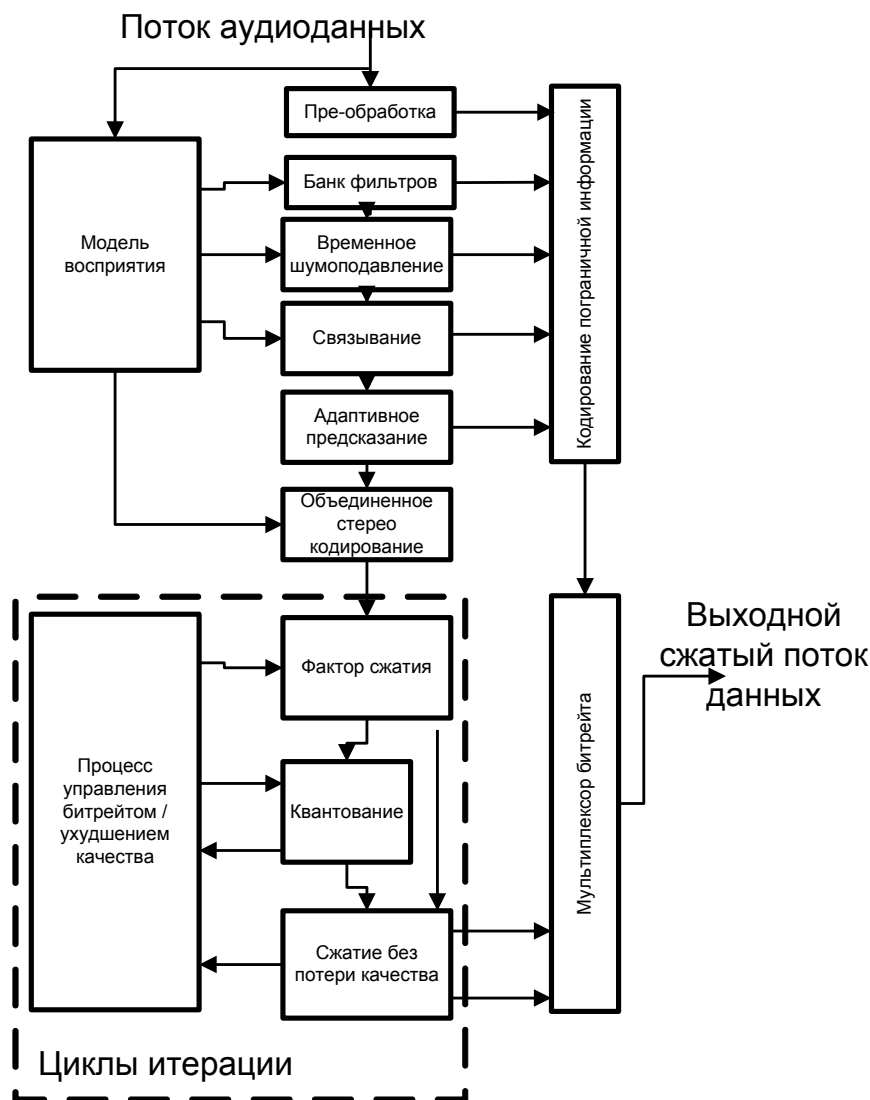 Поток аудиоданных
Пре-обработка
Банк фильтров
Временное
шумоподавление
Модель
восприятия
Связывание
Адаптивное
предсказание
Объединенное
стерео
кодирование
Кодирование пограничной информации
Фактор сжатия
Процесс
управления
битрейтом /
ухудшением
качества
Квантование
Сжатие без
потери качества
Циклы итерации
Мультиплексор битрейта
Выходной
сжатый поток
данных